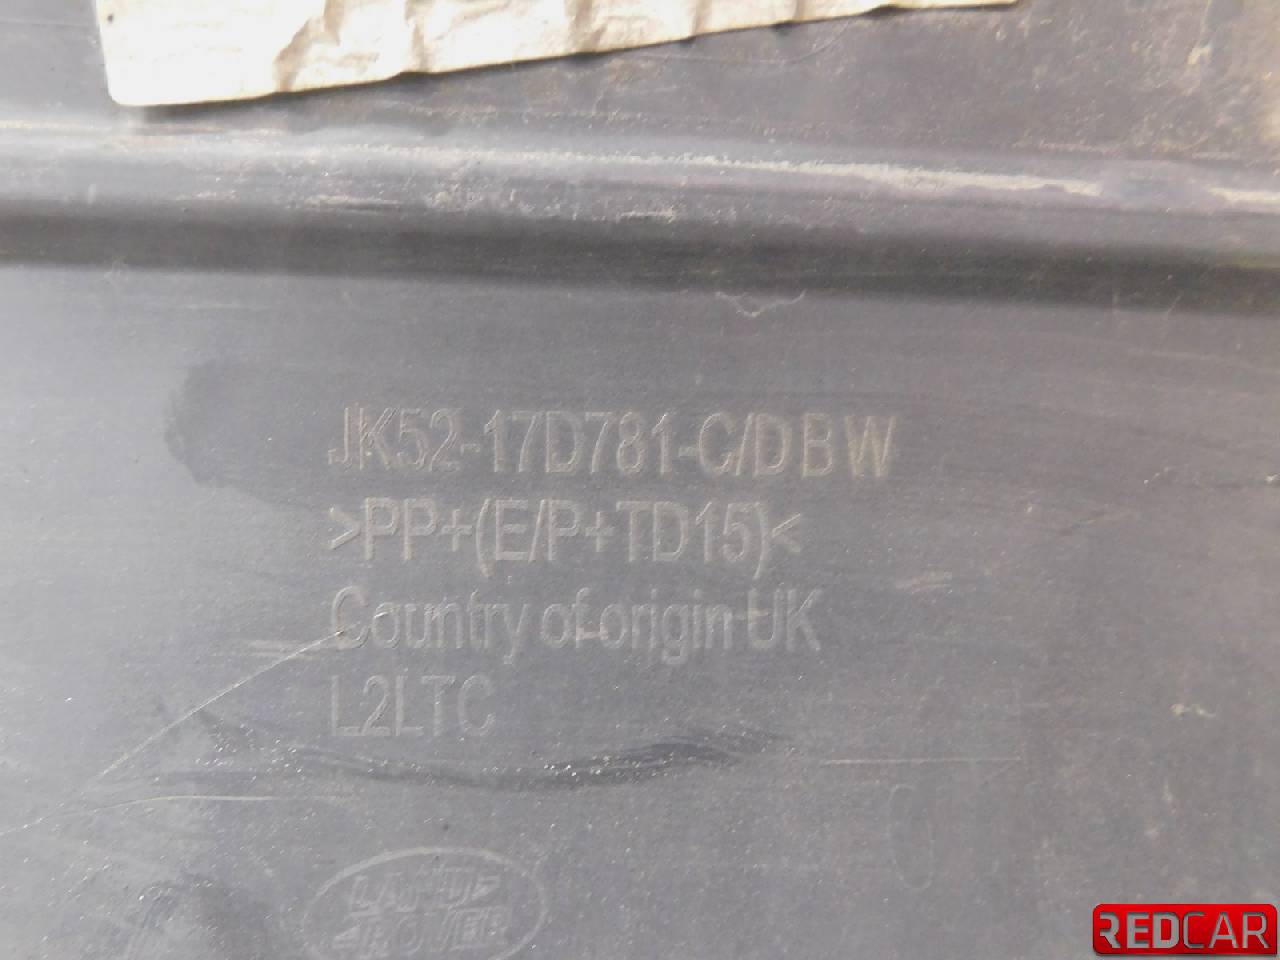 JK52-17D781-C/DBW
>PP+(E/P+TD15)<
Country of origin UK
L2LTC
LAND
ROVER
REDCAR